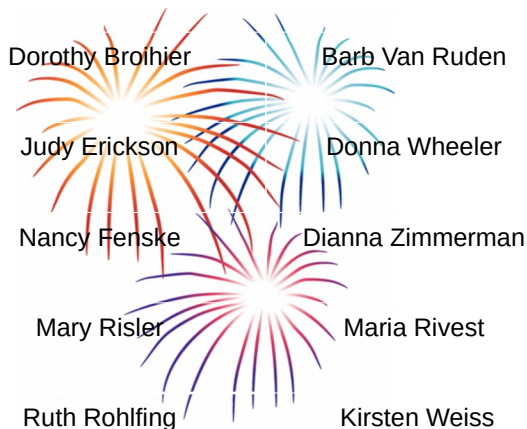 Dorothy Broihier Barb Van Ruden
Judy Erickson Donna Wheeler
Nancy Fenske Dianna Zimmerman
Mary Risler Maria Rivest
Ruth Rohlfing Kirsten Weiss